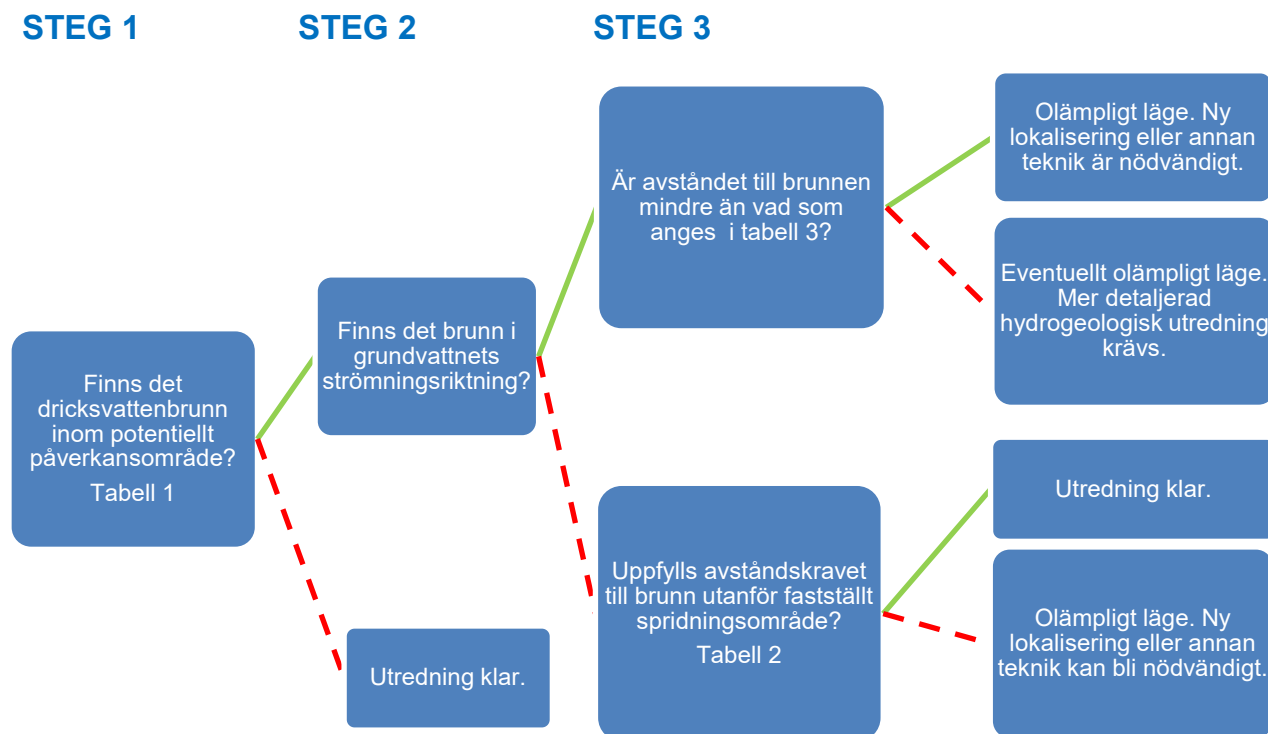 STEG 1
STEG 2
STEG 3
Finns det
dricksvattenbrunn
inom potentiellt
påverkansområde?
Tabell 1
Finns det brunn i
grundvattnets
strömningsriktning?
Utredning klar.
Är avståndet till brunnen
mindre än vad som
anges i tabell 3?
Uppfylls avståndskravet
till brunn utanför fastställt
spridningsområde?
Tabell 2
Olämpligt läge. Ny
lokalisering eller annan
teknik är nödvändigt.
Eventuellt olämpligt läge.
Mer detaljerad
hydrogeologisk utredning
krävs.
Utredning klar.
Olämpligt läge. Ny
lokalisering eller annan
teknik kan bli nödvändigt.